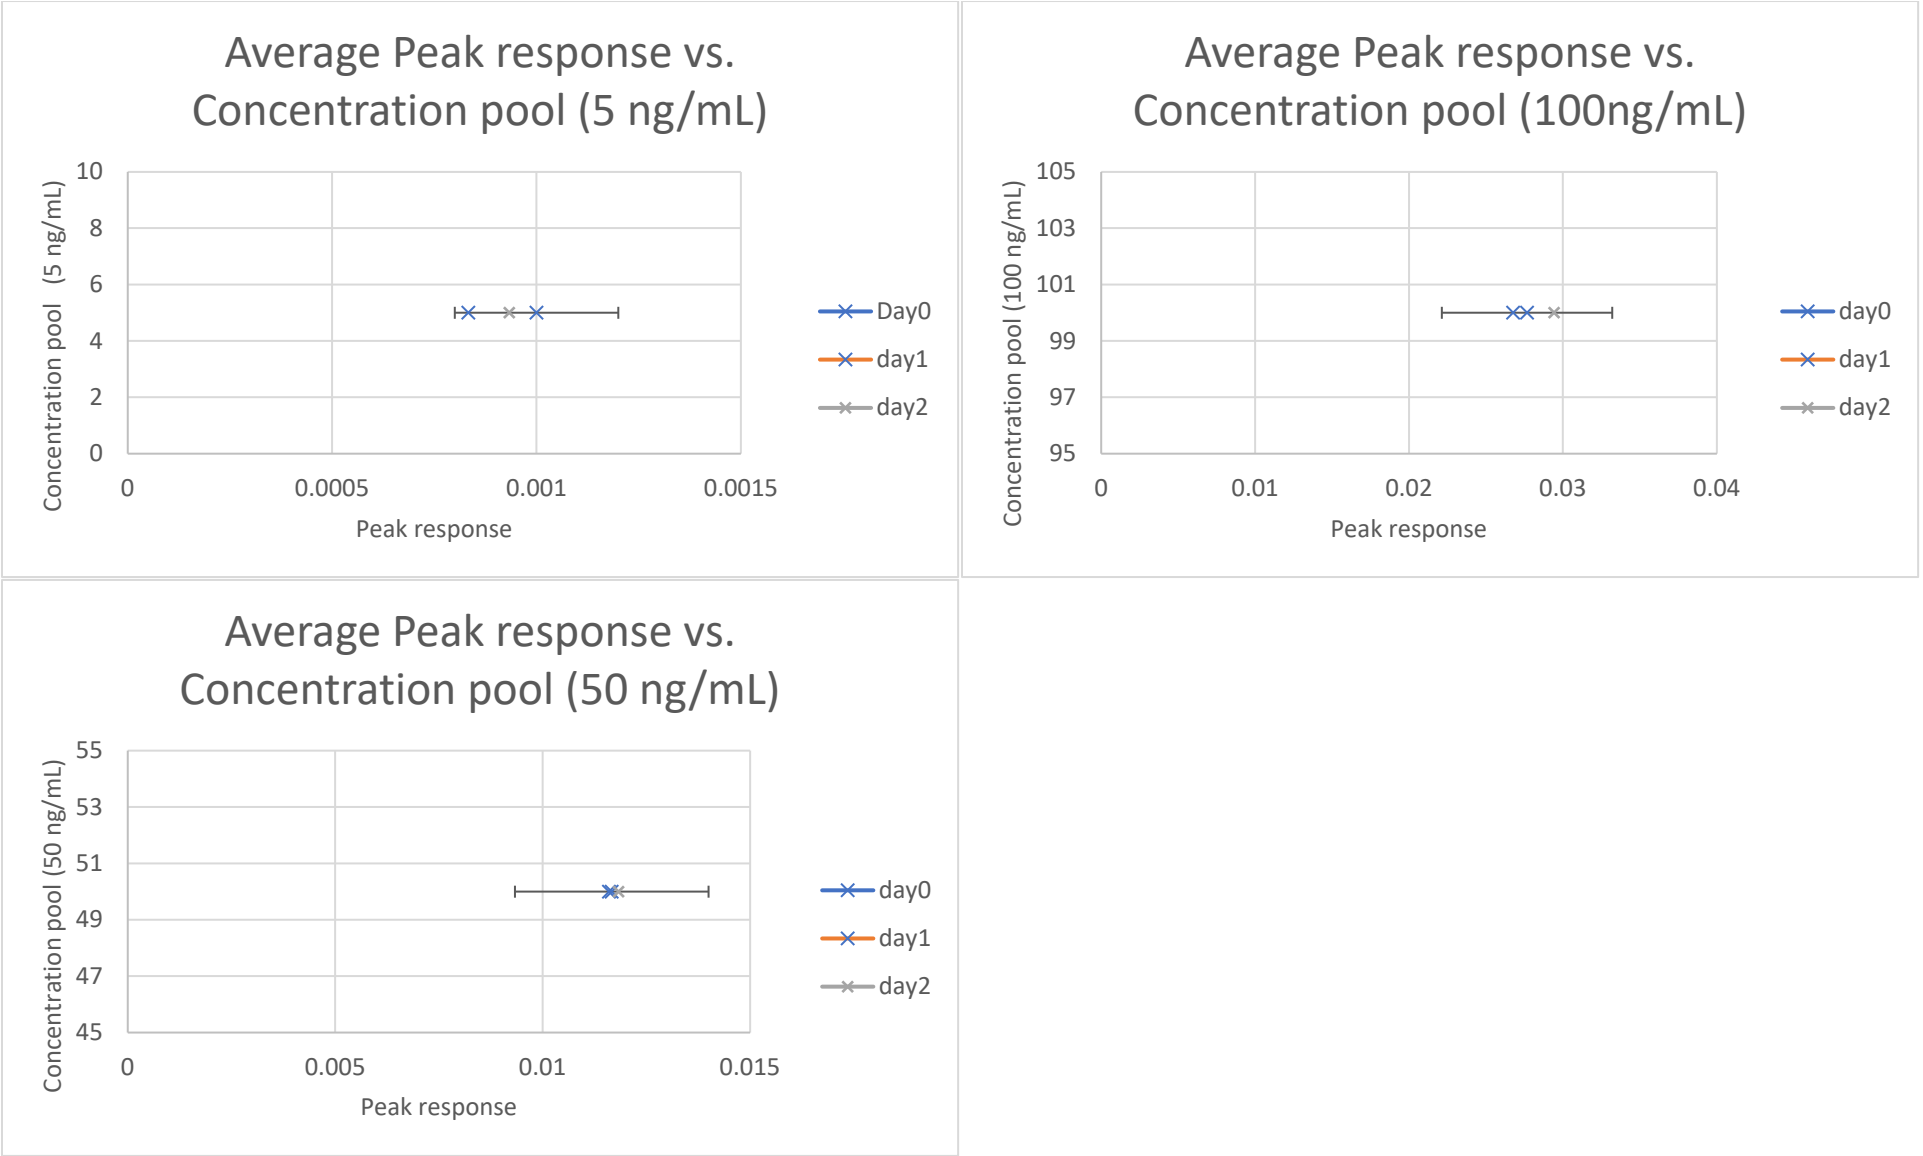 Average Peak response vs.
Concentration pool (5 ng/mL)
Concentration pool  (5 ng/mL)
10
8
6
4
2
0
0
0.0005
0.001
0.0015
Peak response
Day0
day1
day2
Average Peak response vs.
Concentration pool (100ng/mL)
Concentration pool (100 ng/mL)
105
103
101
99
97
95
0
0.01
0.02
0.03
0.04
Peak response
day0
day1
day2
Average Peak response vs.
Concentration pool (50 ng/mL)
Concentration pool (50 ng/mL)
55
53
51
49
47
45
0
0.005
0.01
0.015
Peak response
day0
day1
day2